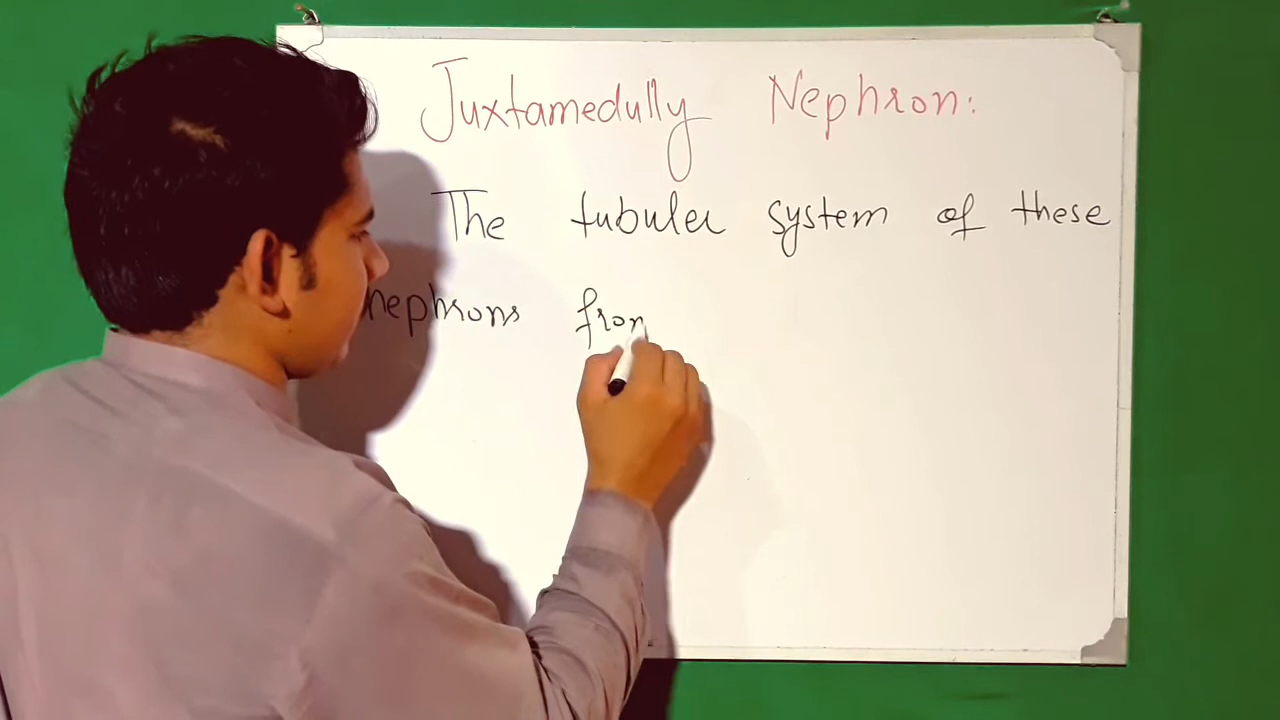 Juxtamedully Nephron:
The tubuler system of these
nephrons from